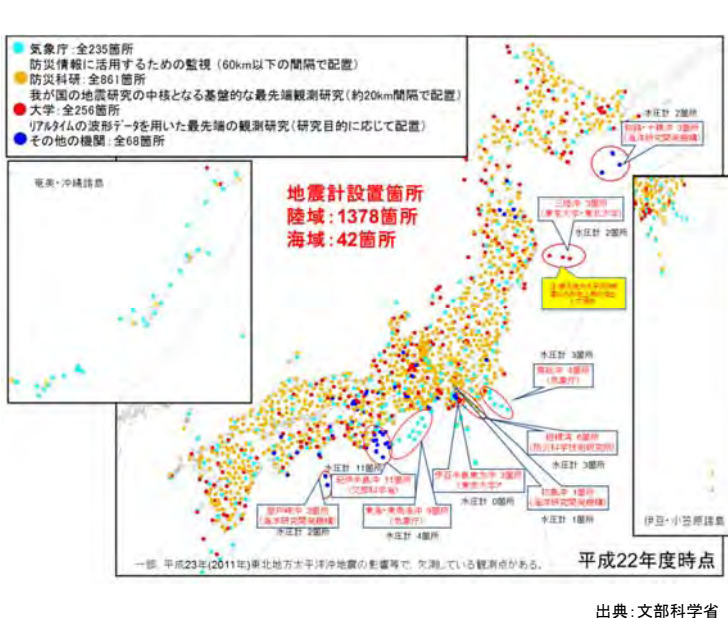 気象庁:全235箇所
防災情報に活用するための監視(60km以下の間隔で配置)
防災科研:全861箇所
我が国の地震研究の中核となる基盤的な最先端観測研究(約20km間隔で配置)
大学:全256箇所
リアルタイムの波形データを用いた最先端の観測研究(研究目的に応じて配置)
その他の機関:全68箇所
奄美・沖縄諸島
地震計設置箇所
陸域:1378箇所
海域:42箇所
水圧計 2箇所
釧路・十勝沖 3箇所
(海洋研究開発機構)
三陸沖 3箇所
(東京大学・東北大学)
水圧計 2箇所
水圧計 3箇所
房総沖 4箇所
(気象庁)
相模湾 6箇所
(防災科学技術研究所)
水圧計 3箇所
初島沖 1箇所
(海洋研究開発機構)
水圧計 1箇所
伊豆半島東方沖
(東京大学)
水圧計 0箇所
水圧計 11箇所
紀伊半島沖 11箇所
(文部科学省)
東海・東南海沖 9箇所
(気象庁)
水圧計 4箇所
室戸岬沖 2箇所
(海洋研究開発機構)
水圧計 2箇所
伊豆・小笠原諸島
一部、平成23年(2011年)東北地方太平洋沖地震の影響等で、欠測している観測点がある。
平成22年度時点
出典:文部科学省